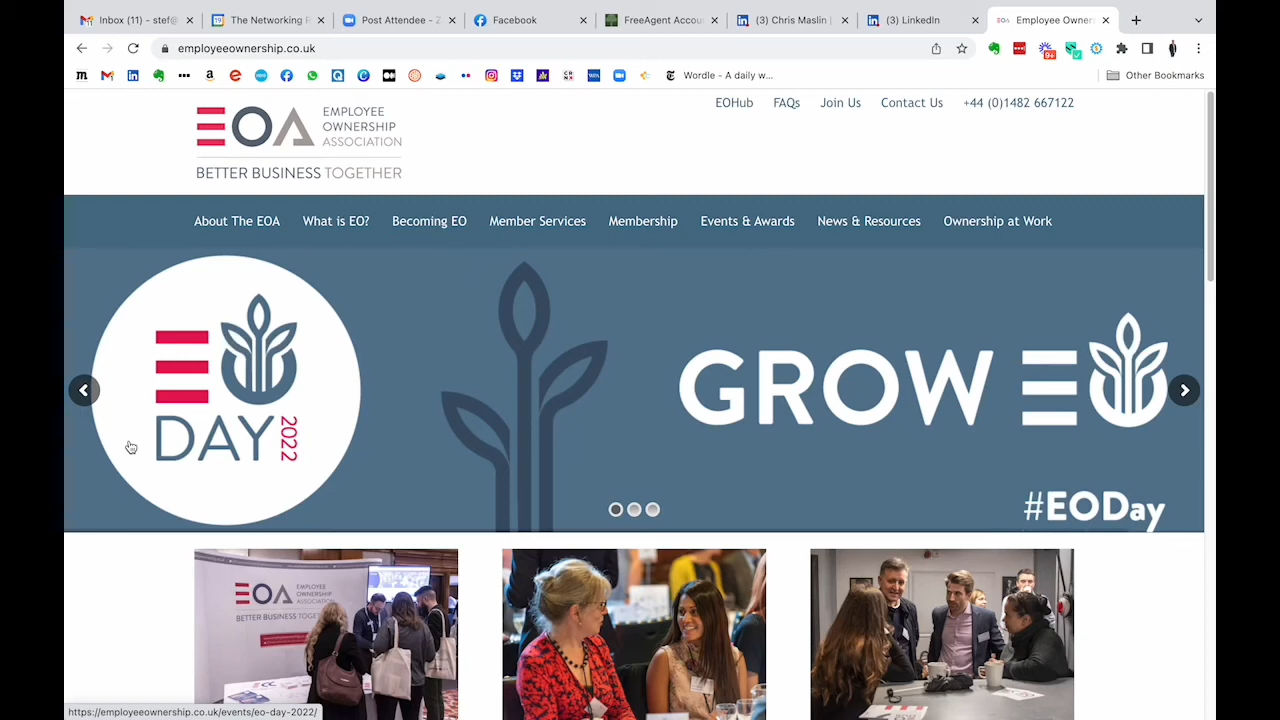 Inbox (11) - stef@
The Networking R
Post Attendee - Z
Facebook
FreeAgent Accou
(3) Chris Maslin |
(3) LinkedIn
Employee Owner
employeeownership.co.uk
Wordle - A daily w...
Other Bookmarks
EOHub FAQs Join Us Contact Us +44 (0)1482 667122
EOA EMPLOYEE
OWNERSHIP
ASSOCIATION
BETTER BUSINESS TOGETHER
About The EOA What is EO? Becoming EO Member Services Membership Events & Awards News & Resources Ownership at Work
E
DAY 2022
GROW E
#EODay
EOA EMPLOYEE
OWNERSHIP
ASSOCIATION
BETTER BUSINESS TOGE
https://employeeownership.co.uk/events/eo-day-2022/